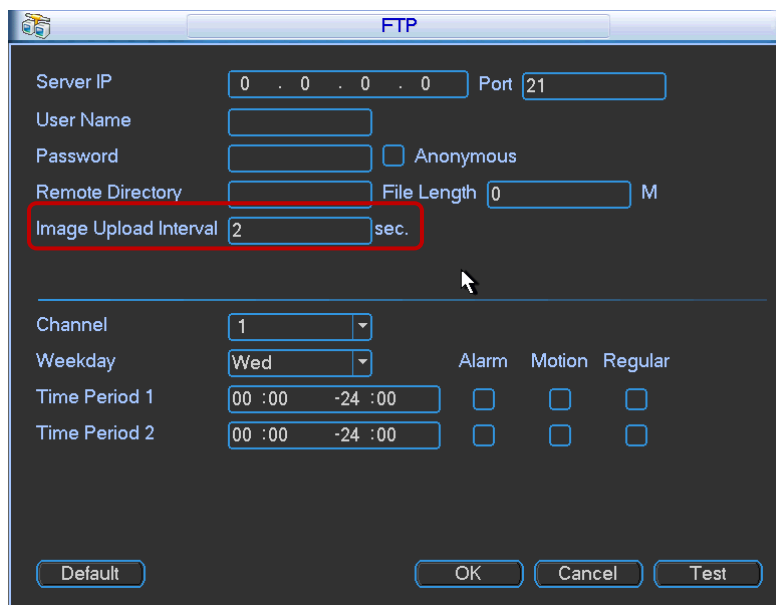 FTP
Server IP 0 . 0 . 0 . 0 Port 21
User Name
Password Anonymous
Remote Directory File Length 0 M
Image Upload Interval 2 sec.
Channel 1
Weekday Wed Alarm Motion Regular
Time Period 1 00 :00 -24 :00
Time Period 2 00 :00 -24 :00
Default OK Cancel Test